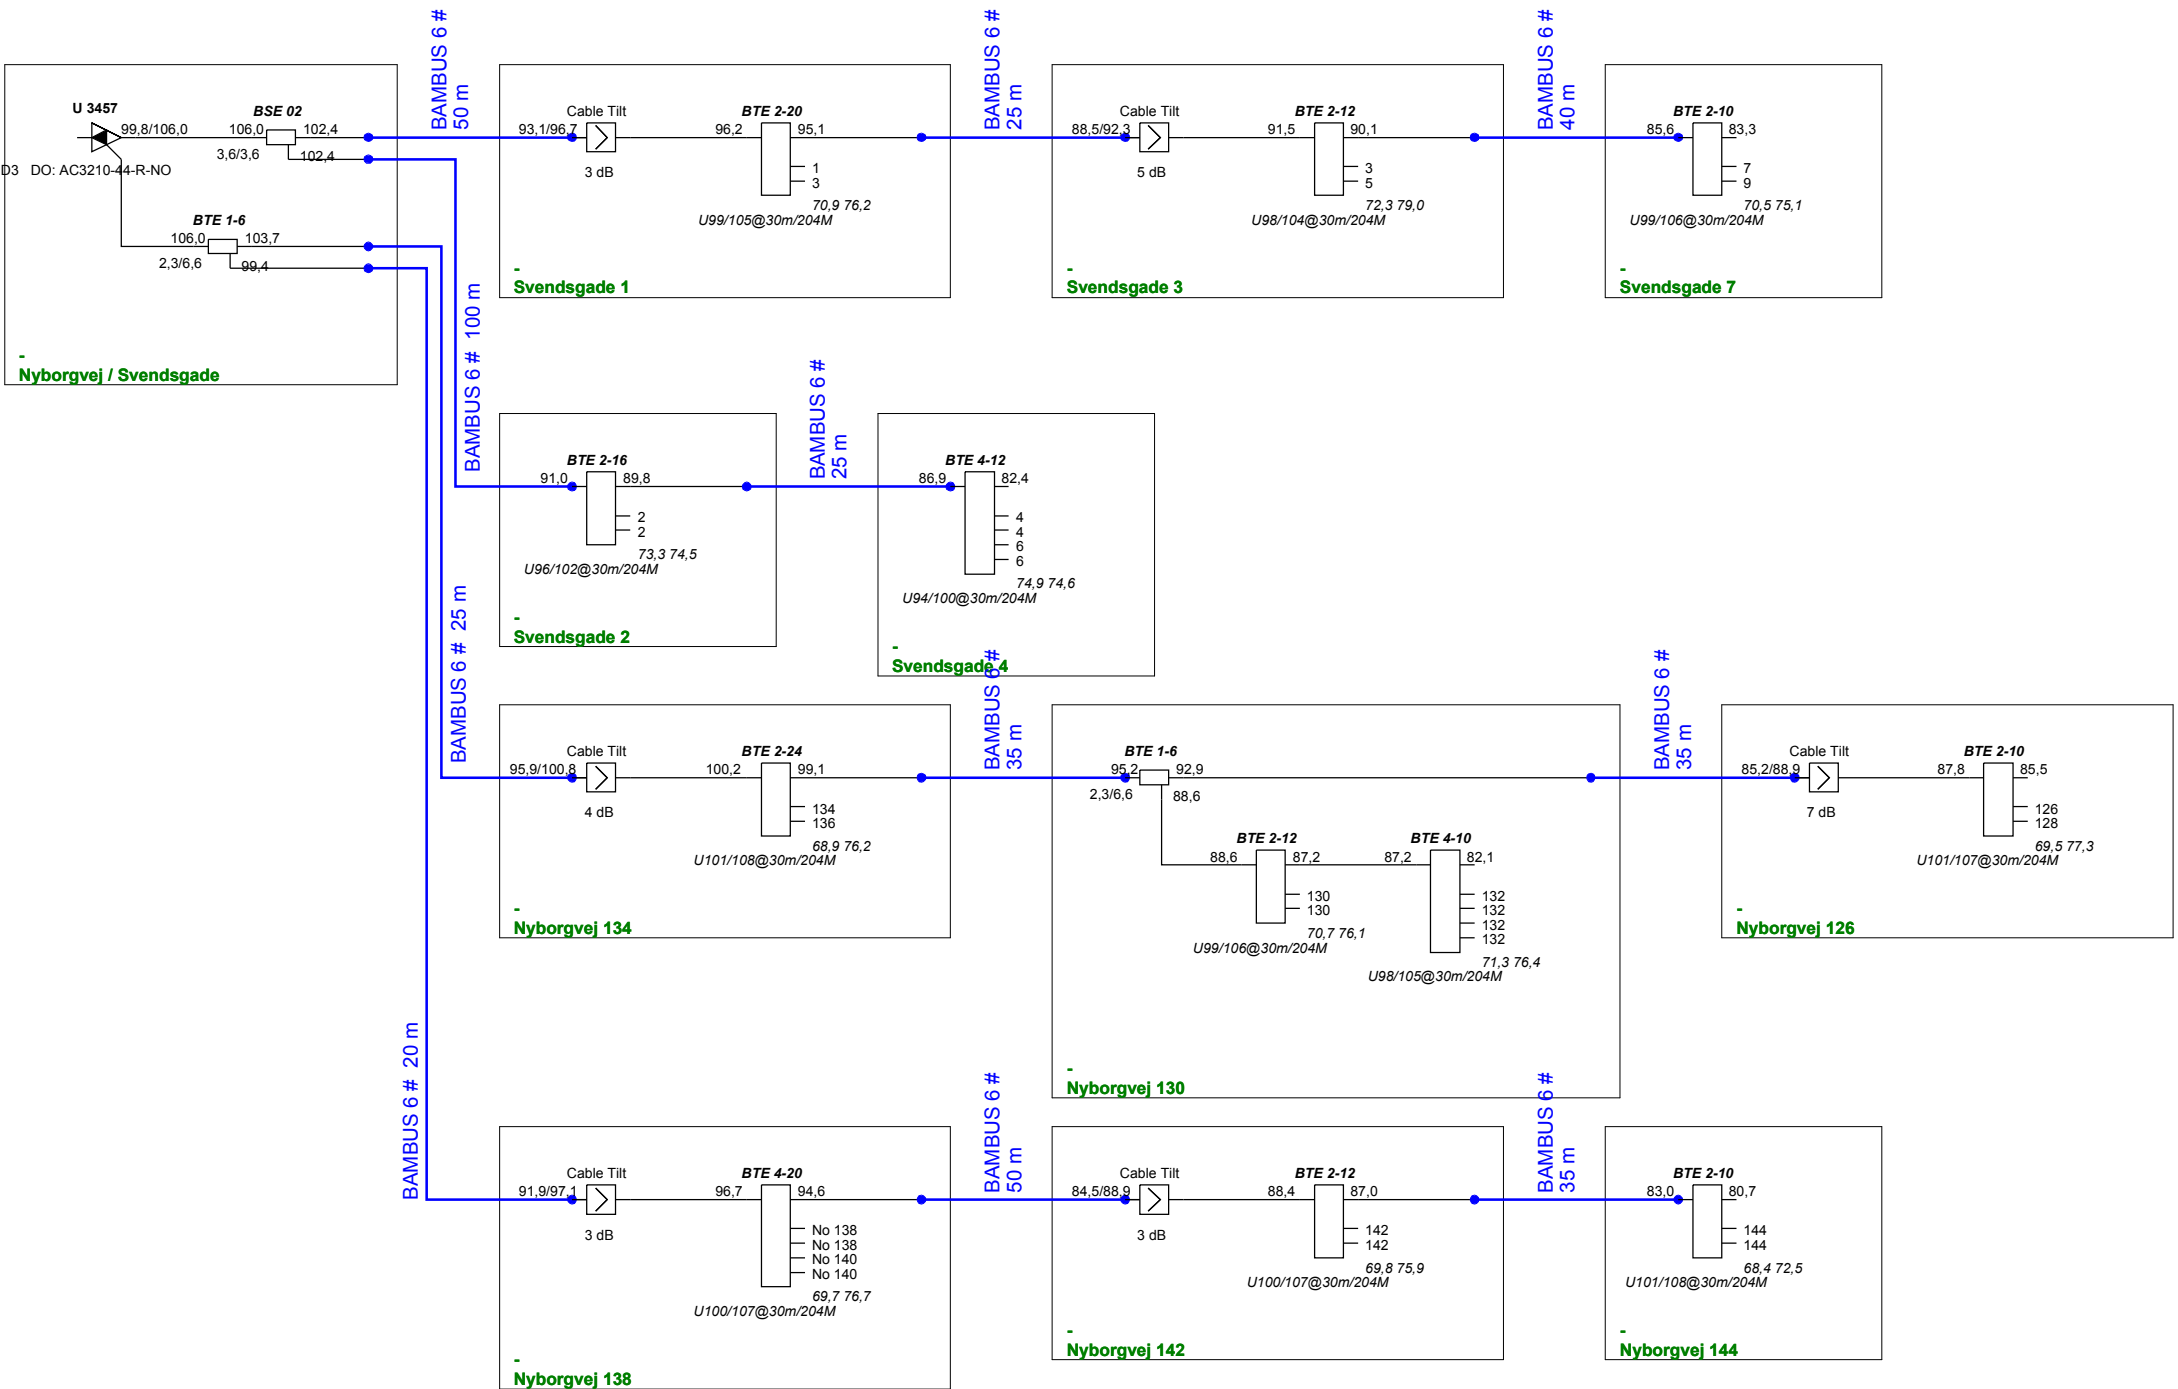 BAMBUS 6 #
50 m
BAMBUS 6 #
25 m
BAMBUS 6 #
40 m
U 3457
99,8/106,0
BSE 02
106,0
102,4
3,6/3,6
102,4
D3 DO: AC3210-44-R-NO
BTE 1-6
106,0
103,7
2,3/6,6
99,4
-
Nyborgvej / Svendsgade
Cable Tilt
93,1/96,7
3 dB
BTE 2-20
96,2
95,1
1
3
70,9 76,2
U99/105@30m/204M
-
Svendsgade 1
Cable Tilt
88,5/92,3
5 dB
BTE 2-12
91,5
90,1
3
5
72,3 79,0
U98/104@30m/204M
-
Svendsgade 3
BTE 2-10
85,6
83,3
7
9
70,5 75,1
U99/106@30m/204M
-
Svendsgade 7
BAMBUS 6 # 100 m
BTE 2-16
91,0
89,8
2
2
73,3 74,5
U96/102@30m/204M
-
Svendsgade 2
BAMBUS 6 #
25 m
BTE 4-12
86,9
82,4
4
4
6
6
74,9 74,6
U94/100@30m/204M
-
Svendsgade 4
BAMBUS 6 # 25 m
Cable Tilt
95,9/100,8
4 dB
BTE 2-24
100,2
99,1
134
136
68,9 76,2
U101/108@30m/204M
-
Nyborgvej 134
BAMBUS 6 #
35 m
BTE 1-6
95,2
92,9
2,3/6,6
88,6
BTE 2-12
88,6
87,2
130
130
70,7 76,1
U99/106@30m/204M
BTE 4-10
87,2
82,1
132
132
132
132
71,3 76,4
U98/105@30m/204M
-
Nyborgvej 130
BAMBUS 6 #
35 m
Cable Tilt
85,2/88,9
7 dB
BTE 2-10
87,8
85,5
126
128
69,5 77,3
U101/107@30m/204M
-
Nyborgvej 126
BAMBUS 6 # 20 m
Cable Tilt
91,9/97,1
3 dB
BTE 4-20
96,7
94,6
No 138
No 138
No 140
No 140
69,7 76,7
U100/107@30m/204M
-
Nyborgvej 138
BAMBUS 6 #
50 m
Cable Tilt
84,5/88,9
3 dB
BTE 2-12
88,4
87,0
142
142
69,8 75,9
U100/107@30m/204M
-
Nyborgvej 142
BAMBUS 6 #
35 m
BTE 2-10
83,0
80,7
144
144
68,4 72,5
U101/108@30m/204M
-
Nyborgvej 144